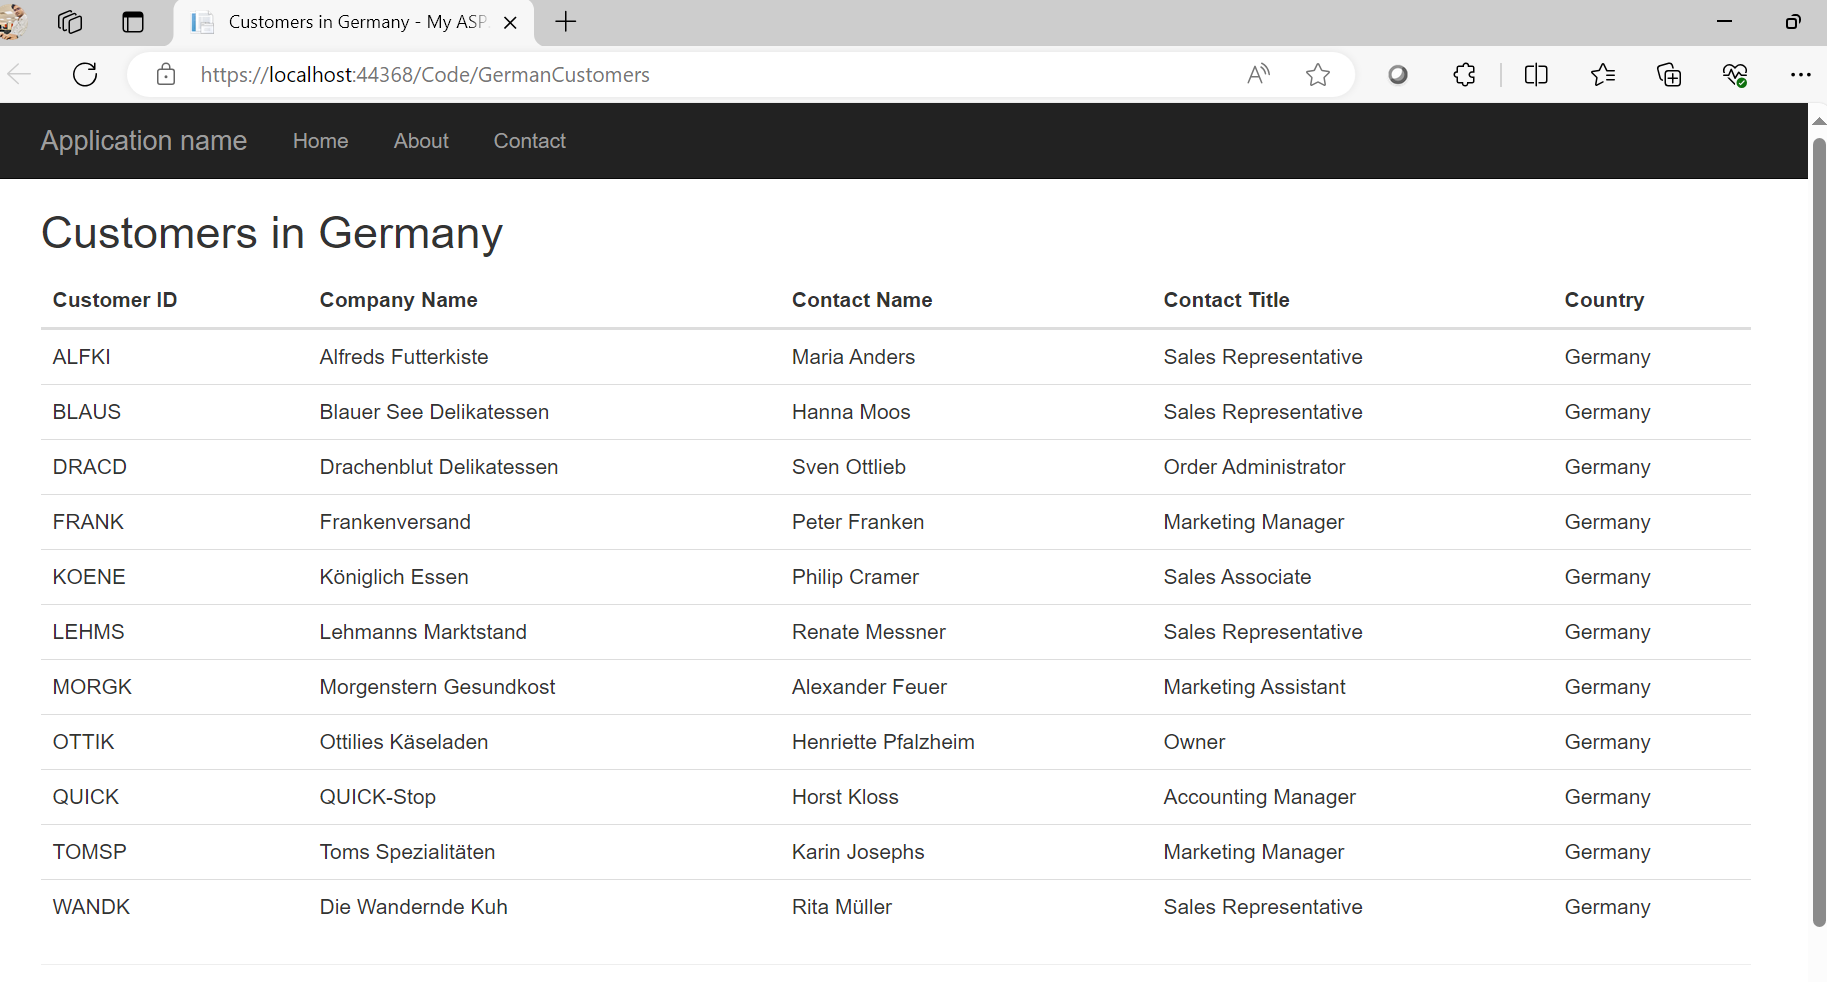 Customers in Germany - My ASP
https://localhost:44368/Code/GermanCustomers
Application name Home About Contact
Customers in Germany
Customer ID Company Name Contact Name Contact Title Country
ALFKI Alfreds Futterkiste Maria Anders Sales Representative Germany
BLAUS Blauer See Delikatessen Hanna Moos Sales Representative Germany
DRACD Drachenblut Delikatessen Sven Ottlieb Order Administrator Germany
FRANK Frankenversand Peter Franken Marketing Manager Germany
KOENE Königlich Essen Philip Cramer Sales Associate Germany
LEHMS Lehmanns Marktstand Renate Messner Sales Representative Germany
MORGK Morgenstern Gesundkost Alexander Feuer Marketing Assistant Germany
OTTIK Ottilies Käseladen Henriette Pfalzheim Owner Germany
QUICK QUICK-Stop Horst Kloss Accounting Manager Germany
TOMSP Toms Spezialitäten Karin Josephs Marketing Manager Germany
WANDK Die Wandernde Kuh Rita Müller Sales Representative Germany